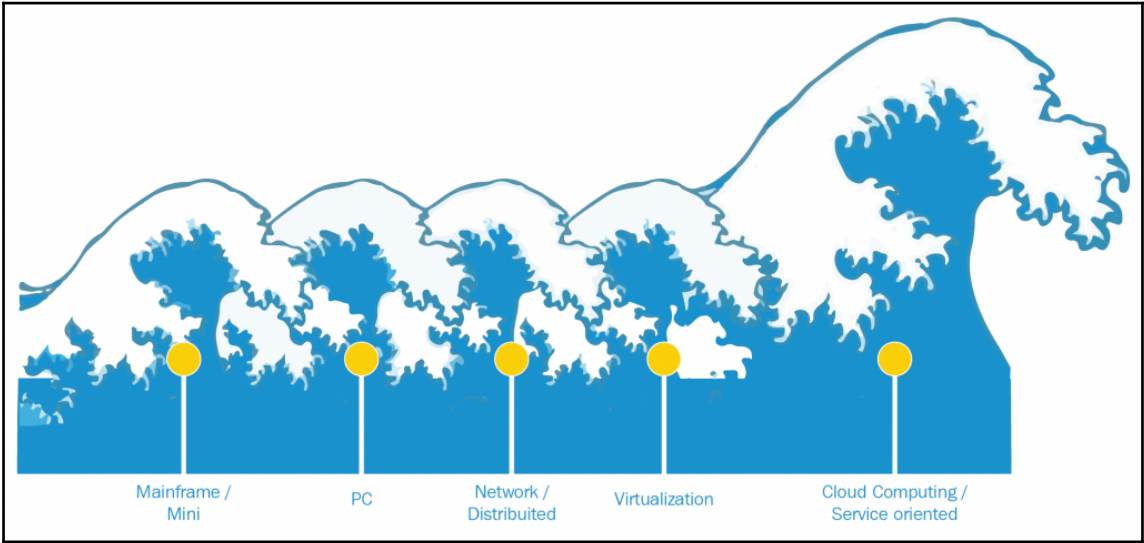 Mainframe /
Mini
PC
Network /
Distribuited
Virtualization
Cloud Computing /
Service oriented